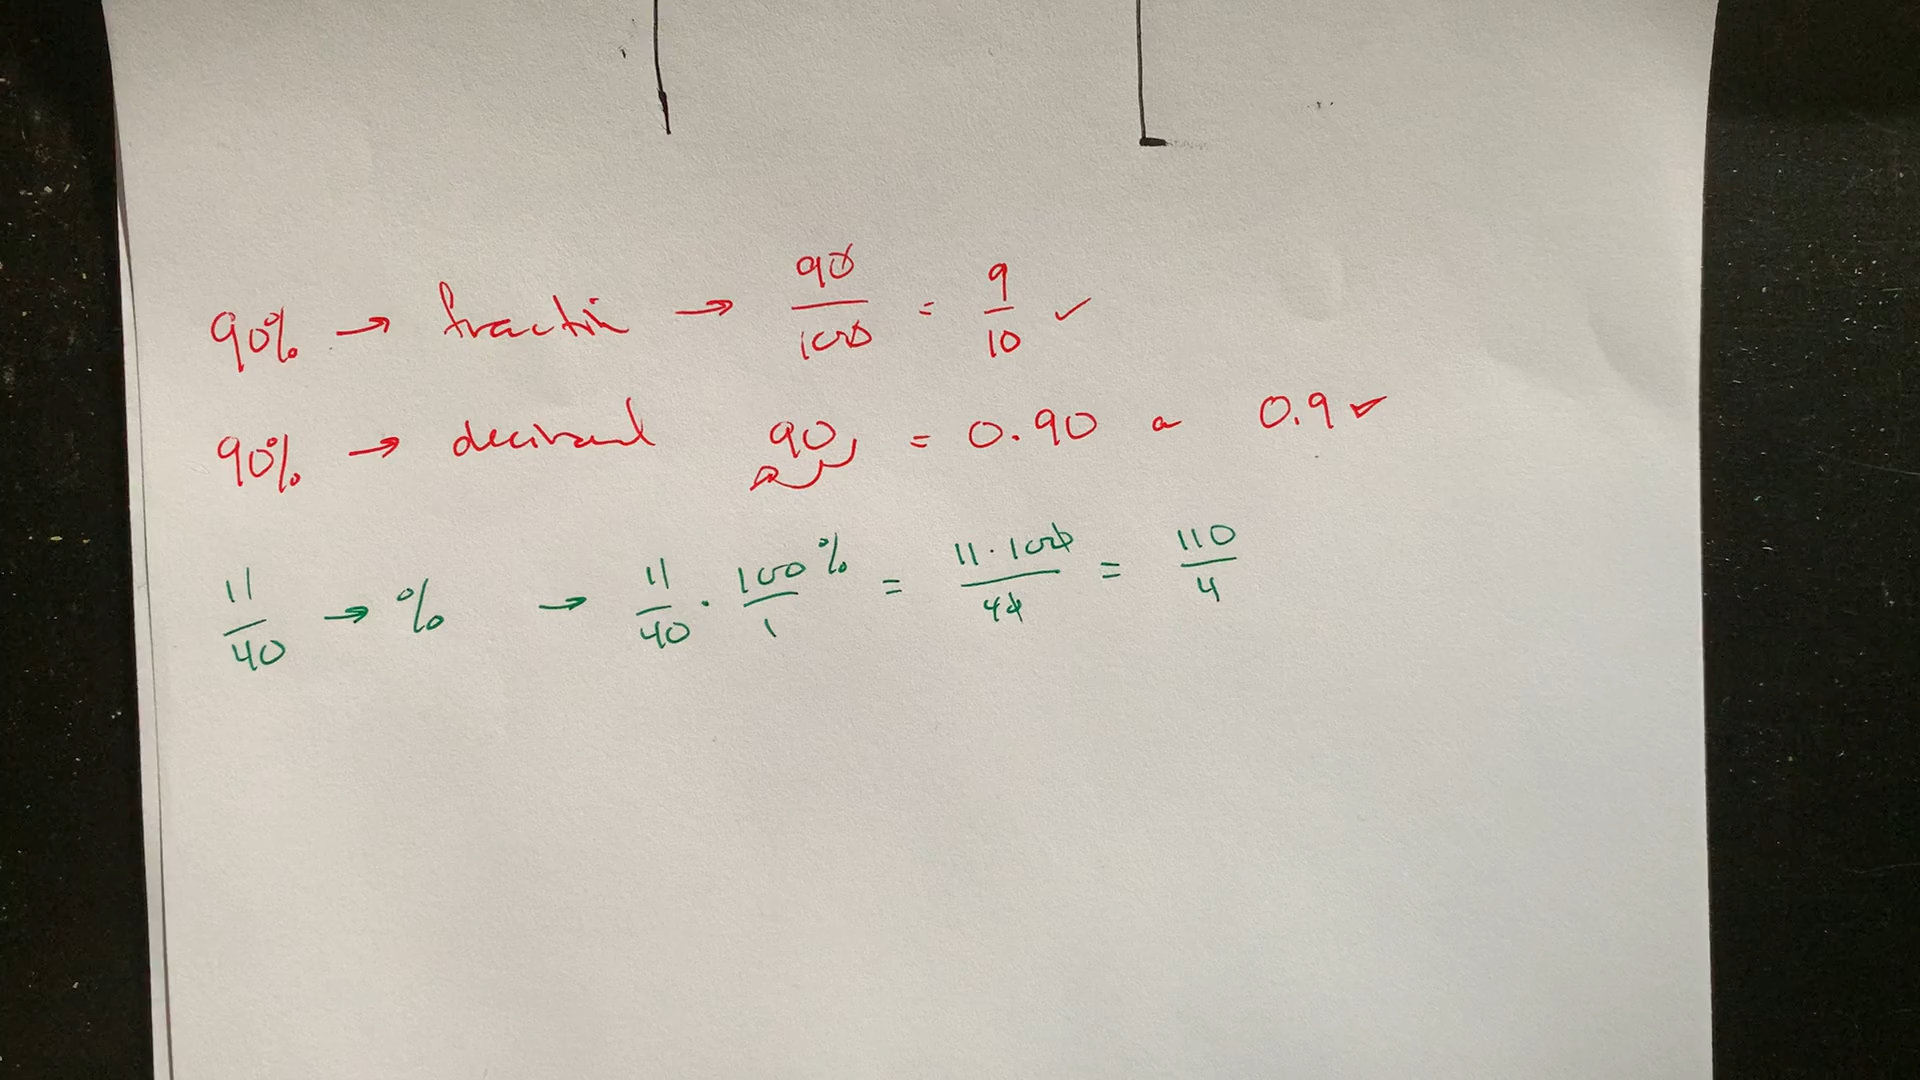 90% → fraction → 90/100 = 9/10 ✓
90% → decimal 90, = 0.90 or 0.9 ✓
11/40 → % → 11/40 · 100%/1 = 11·100/40 = 110/4